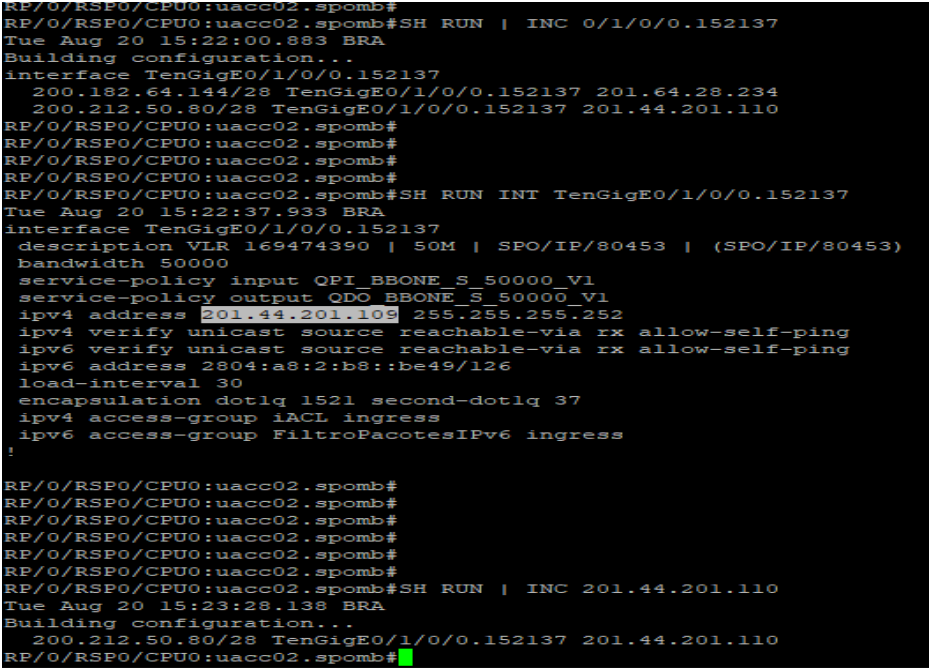 RP/0/RSP0/CPU0:uacc02.spomb#
RP/0/RSP0/CPU0:uacc02.spomb#SH RUN | INC 0/1/0/0.152137
Tue Aug 20 15:22:00.883 BRA
Building configuration...
interface TenGigE0/1/0/0.152137
  200.182.64.144/28 TenGigE0/1/0/0.152137 201.64.28.234
  200.212.50.80/28 TenGigE0/1/0/0.152137 201.44.201.110
RP/0/RSP0/CPU0:uacc02.spomb#
RP/0/RSP0/CPU0:uacc02.spomb#
RP/0/RSP0/CPU0:uacc02.spomb#
RP/0/RSP0/CPU0:uacc02.spomb#
RP/0/RSP0/CPU0:uacc02.spomb#SH RUN INT TenGigE0/1/0/0.152137
Tue Aug 20 15:22:37.933 BRA
interface TenGigE0/1/0/0.152137
 description VLR 169474390 | 50M | SPO/IP/80453 | (SPO/IP/80453)
 bandwidth 50000
 service-policy input QPI_BBONE_S_50000_V1
 service-policy output QDO_BBONE_S_50000_V1
 ipv4 address 201.44.201.109 255.255.255.252
 ipv4 verify unicast source reachable-via rx allow-self-ping
 ipv6 verify unicast source reachable-via rx allow-self-ping
 ipv6 address 2804:a8:2:b8::be49/126
 load-interval 30
 encapsulation dot1q 1521 second-dot1q 37
 ipv4 access-group iACL ingress
 ipv6 access-group FiltroPacotesIPv6 ingress
!
RP/0/RSP0/CPU0:uacc02.spomb#
RP/0/RSP0/CPU0:uacc02.spomb#
RP/0/RSP0/CPU0:uacc02.spomb#
RP/0/RSP0/CPU0:uacc02.spomb#
RP/0/RSP0/CPU0:uacc02.spomb#
RP/0/RSP0/CPU0:uacc02.spomb#
RP/0/RSP0/CPU0:uacc02.spomb#SH RUN | INC 201.44.201.110
Tue Aug 20 15:23:28.138 BRA
Building configuration...
  200.212.50.80/28 TenGigE0/1/0/0.152137 201.44.201.110
RP/0/RSP0/CPU0:uacc02.spomb#